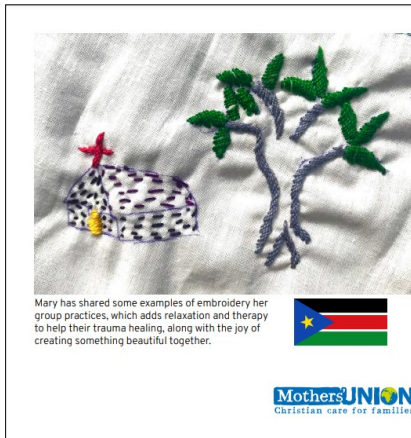 Mary has shared some examples of embroidery her
group practices, which adds relaxation and therapy
to help their trauma healing, along with the joy of
creating something beautiful together.
Mothers' UNION
Christian care for families